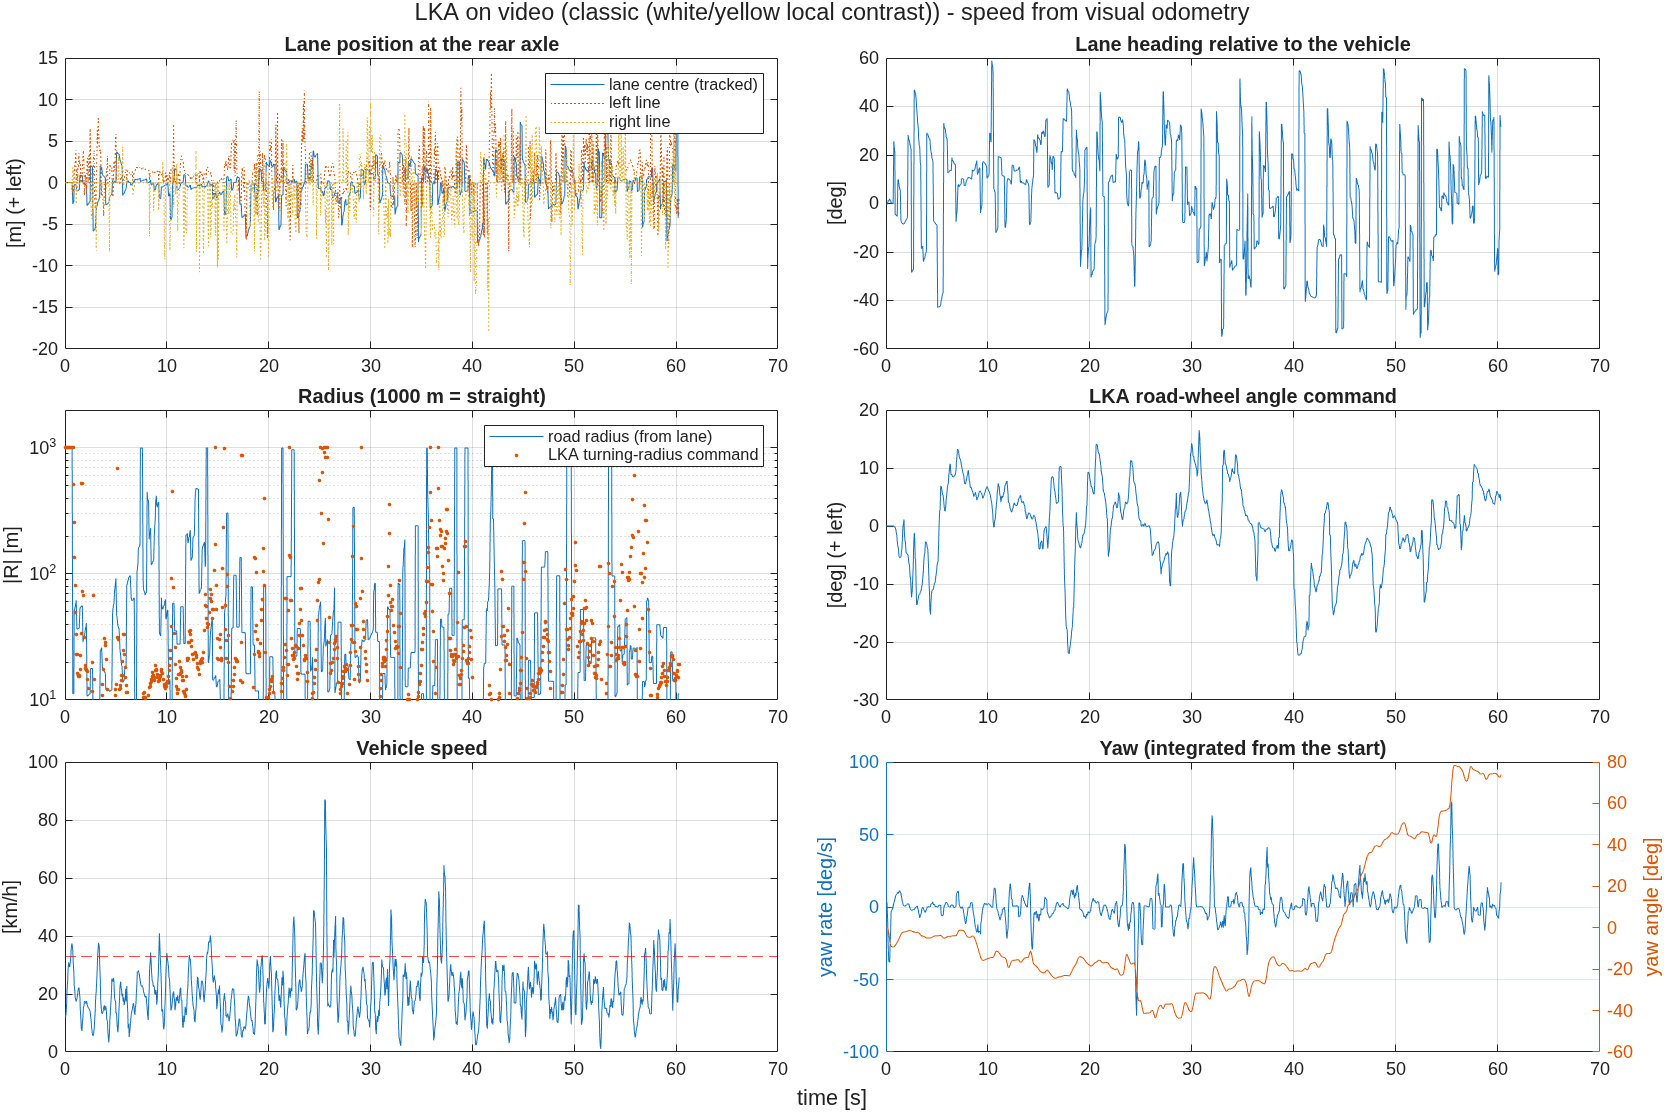 LKA on video (classic (white/yellow local contrast)) - speed from visual odometry
Lane position at the rear axle
[m] (+ left)
15
10
5
0
-5
-10
-15
-20
lane centre (tracked)
left line
right line
0 10 20 30 40 50 60 70
Lane heading relative to the vehicle
[deg]
60
40
20
0
-20
-40
-60
0 10 20 30 40 50 60 70
Radius (1000 m = straight)
|R| [m]
10^3
10^2
10^1
road radius (from lane)
LKA turning-radius command
0 10 20 30 40 50 60 70
LKA road-wheel angle command
[deg] (+ left)
20
10
0
-10
-20
-30
0 10 20 30 40 50 60 70
Vehicle speed
[km/h]
100
80
60
40
20
0
0 10 20 30 40 50 60 70
Yaw (integrated from the start)
yaw rate [deg/s]
100
50
0
-50
-100
80
60
40
20
0
-20
-40
-60
yaw angle [deg]
0 10 20 30 40 50 60 70
time [s]